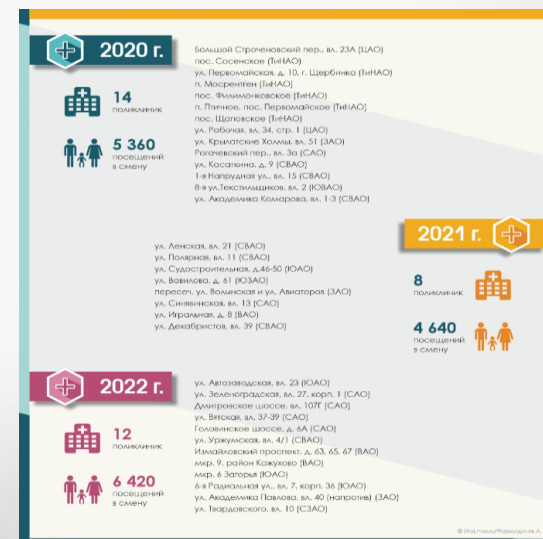 2020 г.
14
поликлиник
5 360
посещений
в смену
Большой Строченовский пер., вл. 23А (ЦАО)
пос. Сосенское (ТиНАО)
ул. Первомайская, д. 10, г. Щербинка (ТиНАО)
п. Мосрентген (ТиНАО)
пос. Филимонковское (ТиНАО)
п. Птичное, пос. Первомайское (ТиНАО)
пос. Щаповское (ТиНАО)
ул. Рабочая, вл. 34, стр. 1 (ЦАО)
ул. Крылатские Холмы, вл. 51 (ЗАО)
Рогачевский пер., вл. 3а (САО)
ул. Касаткина, д. 9 (СВАО)
1-я Напрудная ул., вл. 15 (СВАО)
8-я ул.Текстильщиков, вл. 2 (ЮВАО)
ул. Академика Комарова, вл. 1-3 (СВАО)
2021 г.
8
поликлиник
4 640
посещений
в смену
ул. Ленская, вл. 21 (СВАО)
ул. Полярная, вл. 11 (СВАО)
ул. Судостроительная, д.46-50 (ЮАО)
ул. Вавилова, д. 61 (ЮЗАО)
пересеч. ул. Волынская и ул. Авиаторов (ЗАО)
ул. Синявинская, вл. 13 (САО)
ул. Игральная, д. 8 (ВАО)
ул. Декабристов, вл. 39 (СВАО)
2022 г.
12
поликлиник
6 420
посещений
в смену
ул. Автозаводская, вл. 23 (ЮАО)
ул. Зеленоградская, вл. 27, корп. 1 (САО)
Дмитровское шоссе, вл. 107Г (САО)
ул. Вятская, вл. 37-39 (САО)
Головинское шоссе, д. 6А (САО)
ул. Уржумская, вл. 4/1 (СВАО)
Измайловский проспект, д. 63, 65, 67 (ВАО)
мкр. 9, район Кожухово (ВАО)
мкр. 6 Загорья (ЮАО)
6-я Радиальная ул., вл. 7, корп. 36 (ЮАО)
ул. Академика Павлова, вл. 40 (напротив) (ЗАО)
ул. Твардовского, вл. 10 (СЗАО)